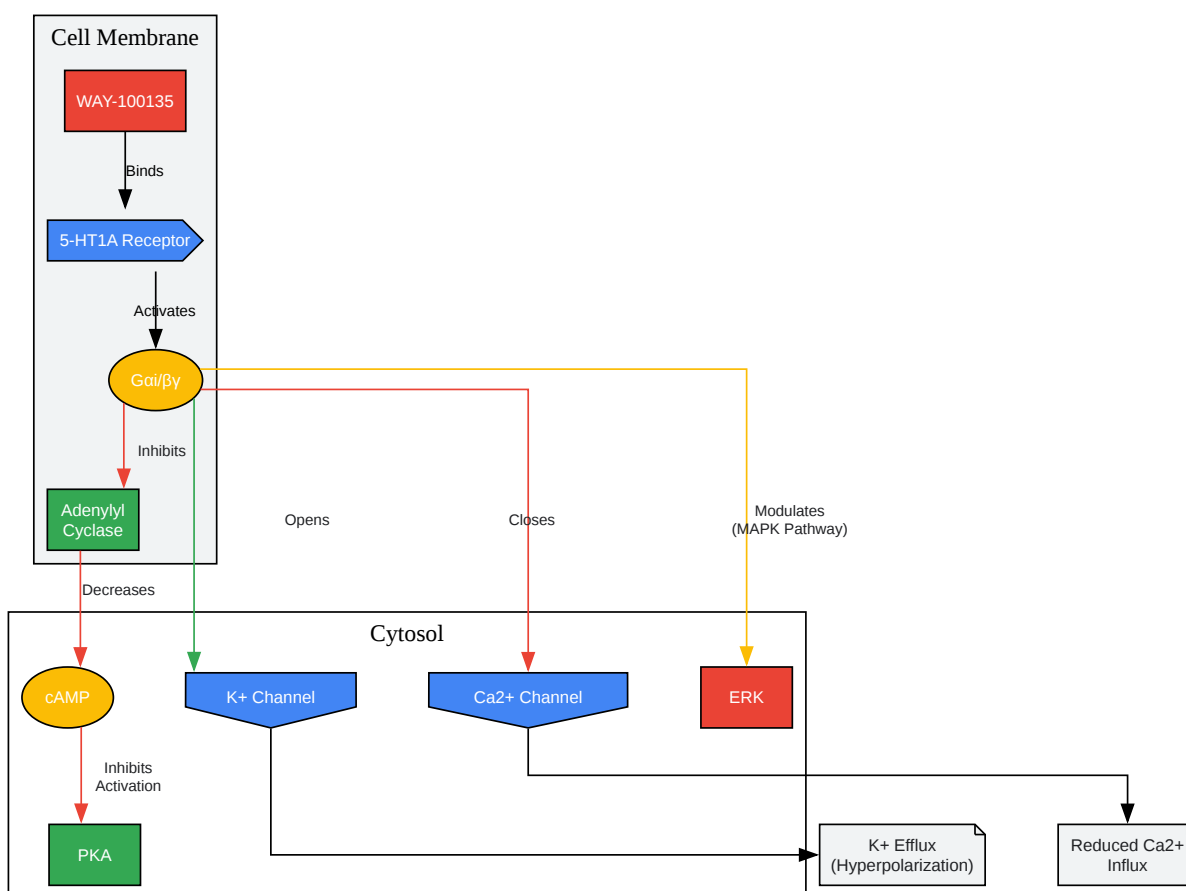 Cell Membrane
WAY-100135
Binds
5-HT1A Receptor
Activates
Gαi/βγ
Inhibits
Adenylyl
Cyclase
Opens
Closes
Modulates
(MAPK Pathway)
Decreases
Cytosol
cAMP
K+ Channel
Ca2+ Channel
ERK
Inhibits
Activation
PKA
K+ Efflux
(Hyperpolarization)
Reduced Ca2+
Influx